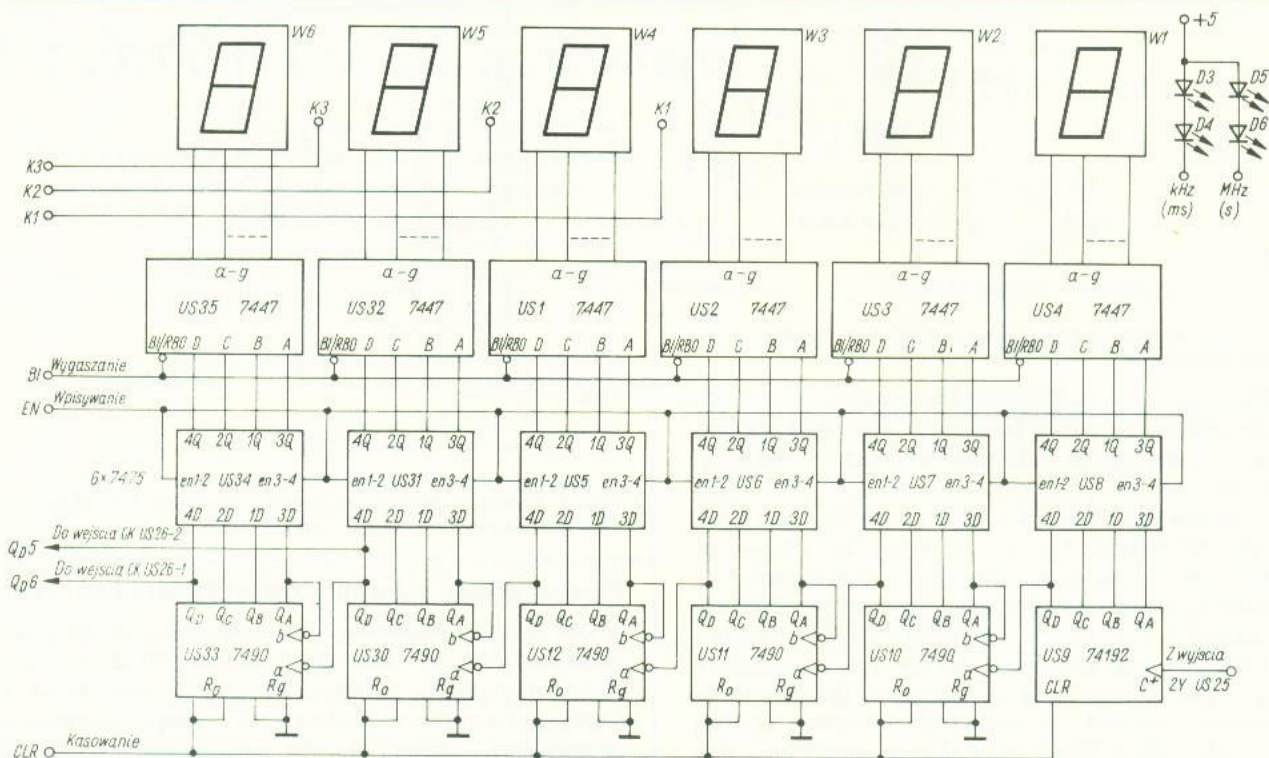 W6 W5 W4 W3 W2 W1
+5
D3 D5
D4 D6
kHz (ms) MHz (s)
K3 K2 K1
K3
K2
K1
a-g a-g a-g a-g a-g a-g
US35 7447 US32 7447 US1 7447 US2 7447 US3 7447 US4 7447
BI/RBO D C B A BI/RBO D C B A BI/RBO D C B A BI/RBO D C B A BI/RBO D C B A BI/RBO D C B A
BI Wygaszanie
EN Wpisywanie
4Q 2Q 1Q 3Q 4Q 2Q 1Q 3Q 4Q 2Q 1Q 3Q 4Q 2Q 1Q 3Q 4Q 2Q 1Q 3Q 4Q 2Q 1Q 3Q
6×7475 en1-2 US34 en3-4 en1-2 US31 en3-4 en1-2 US5 en3-4 en1-2 US6 en3-4 en1-2 US7 en3-4 en1-2 US8 en3-4
4D 2D 1D 3D 4D 2D 1D 3D 4D 2D 1D 3D 4D 2D 1D 3D 4D 2D 1D 3D 4D 2D 1D 3D
QD5 Do wejścia CK US26-2
QD6 Do wejścia CK US26-1
QD QC QB QA QD QC QB QA QD QC QB QA QD QC QB QA QD QC QB QA QD QC QB QA
b b b b b
US33 7490 US30 7490 US12 7490 US11 7490 US10 7490 US9 74192
a a a a a
Z wyjścia
2Y US25
C+
R0 R9 R0 R9 R0 R9 R0 R9 R0 R9 CLR
CLR Kasowanie